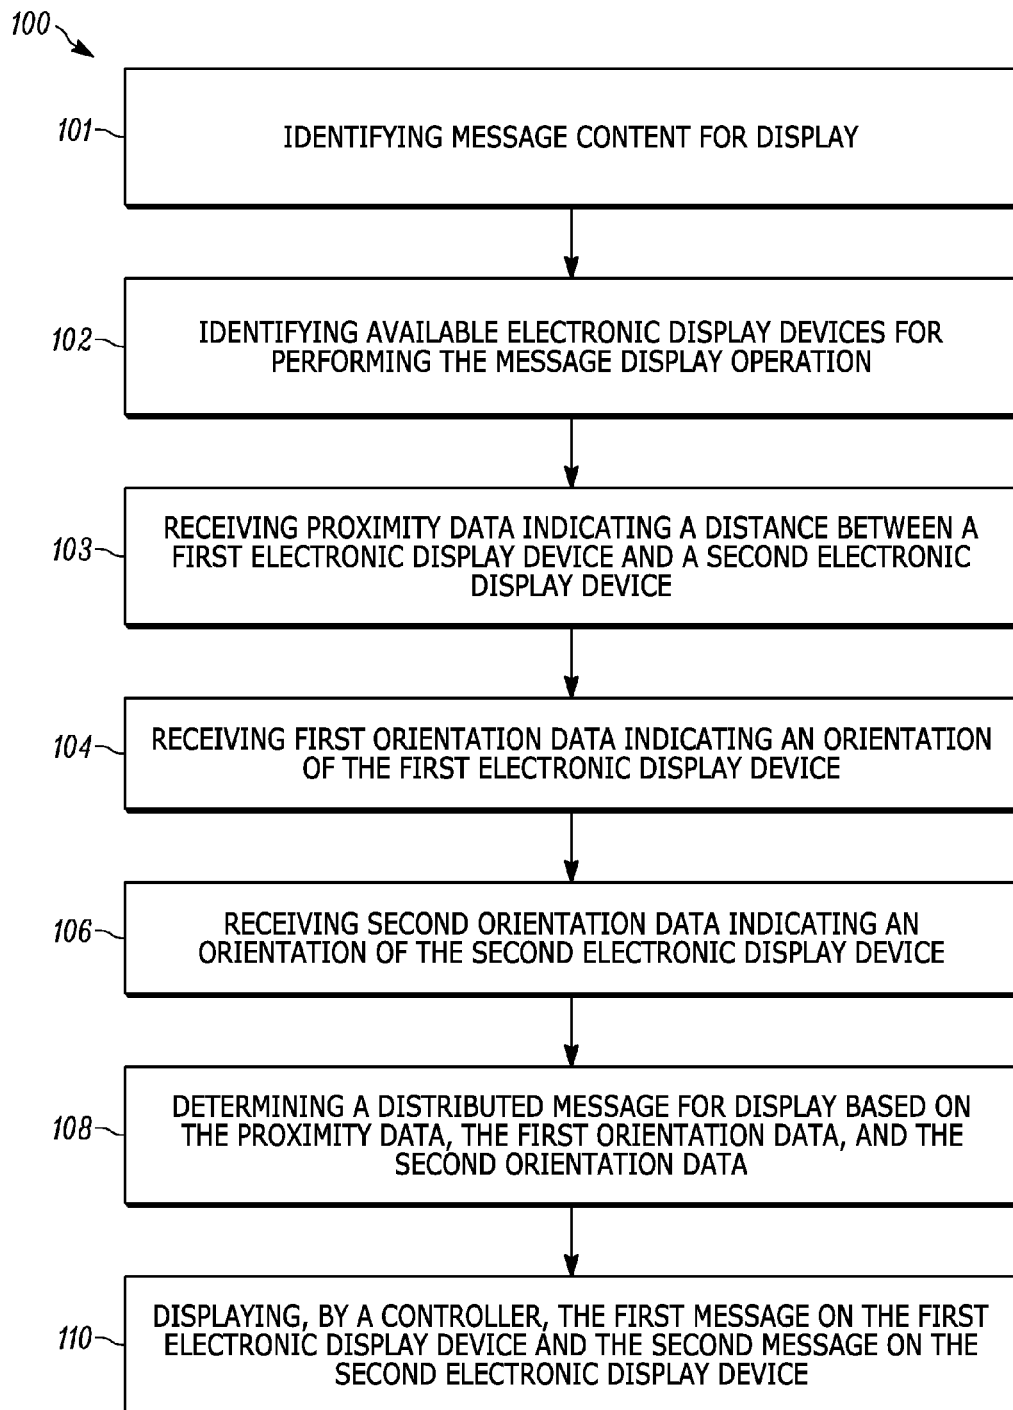 100
101
IDENTIFYING MESSAGE CONTENT FOR DISPLAY
102
IDENTIFYING AVAILABLE ELECTRONIC DISPLAY DEVICES FOR
PERFORMING THE MESSAGE DISPLAY OPERATION
103
RECEIVING PROXIMITY DATA INDICATING A DISTANCE BETWEEN A
FIRST ELECTRONIC DISPLAY DEVICE AND A SECOND ELECTRONIC
DISPLAY DEVICE
104
RECEIVING FIRST ORIENTATION DATA INDICATING AN ORIENTATION
OF THE FIRST ELECTRONIC DISPLAY DEVICE
106
RECEIVING SECOND ORIENTATION DATA INDICATING AN
ORIENTATION OF THE SECOND ELECTRONIC DISPLAY DEVICE
108
DETERMINING A DISTRIBUTED MESSAGE FOR DISPLAY BASED ON
THE PROXIMITY DATA, THE FIRST ORIENTATION DATA, AND THE
SECOND ORIENTATION DATA
110
DISPLAYING, BY A CONTROLLER, THE FIRST MESSAGE ON THE FIRST
ELECTRONIC DISPLAY DEVICE AND THE SECOND MESSAGE ON THE
SECOND ELECTRONIC DISPLAY DEVICE